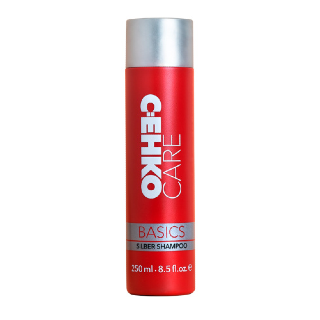 C:EHKO
CARE
BASICS
SILBER SHAMPOO
250 ml · 8.5 fl.oz. e